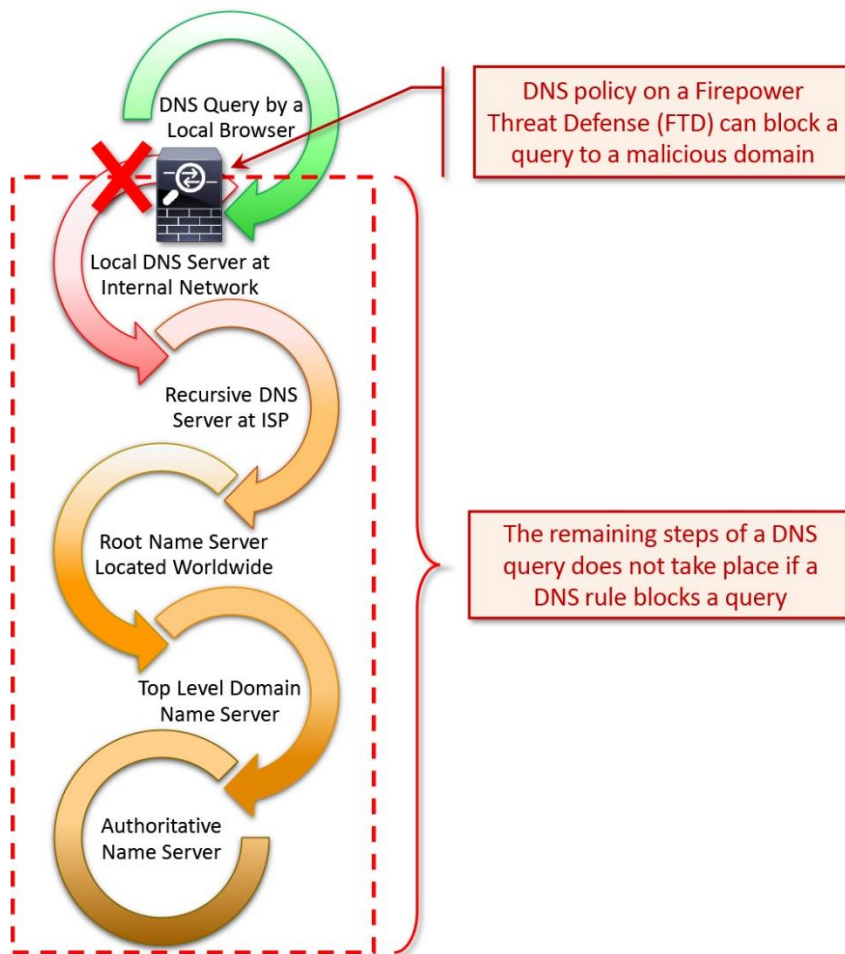 DNS Query by a
Local Browser
DNS policy on a Firepower
Threat Defense (FTD) can block a
query to a malicious domain
Local DNS Server at
Internal Network
Recursive DNS
Server at ISP
Root Name Server
Located Worldwide
The remaining steps of a DNS
query does not take place if a
DNS rule blocks a query
Top Level Domain
Name Server
Authoritative
Name Server